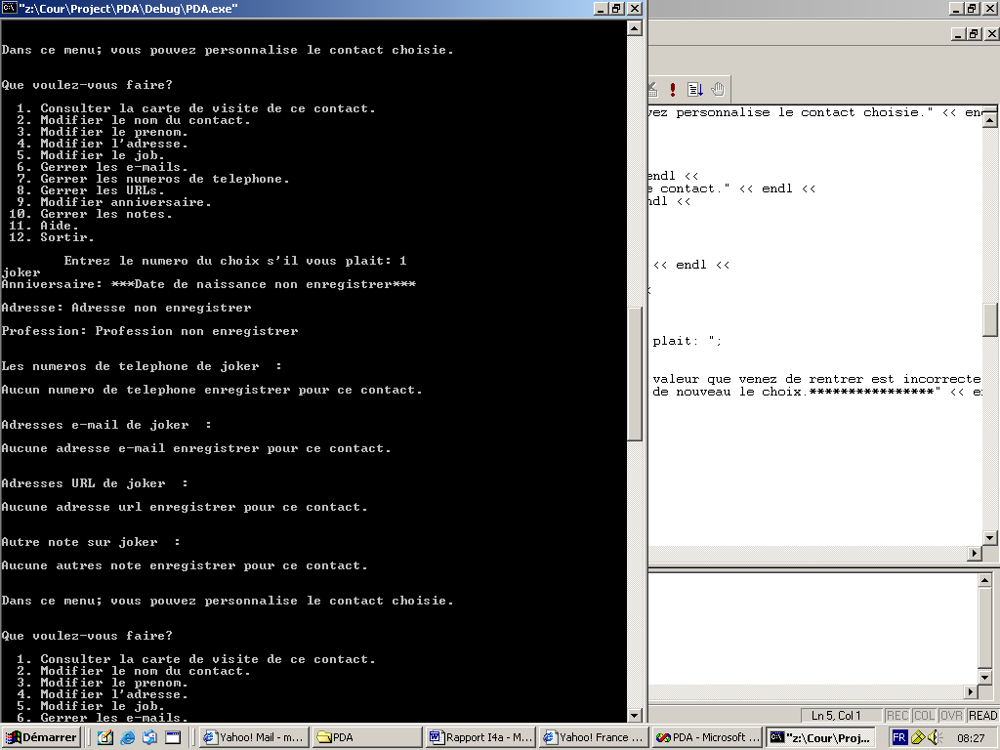 "z:\Cour\Project\PDA\Debug\PDA.exe"
Dans ce menu; vous pouvez personnalise le contact choisie.
Que voulez-vous faire?
1. Consulter la carte de visite de ce contact.
2. Modifier le nom du contact.
3. Modifier le prenom.
4. Modifier l'adresse.
5. Modifier le job.
6. Gerrer les e-mails.
7. Gerrer les numeros de telephone.
8. Gerrer les URLs.
9. Modifier anniversaire.
10. Gerrer les notes.
11. Aide.
12. Sortir.
Entrez le numero du choix s'il vous plait: 1
joker
Anniversaire: ***Date de naissance non enregistrer***
Adresse: Adresse non enregistrer
Profession: Profession non enregistrer
Les numeros de telephone de joker  :
Aucun numero de telephone enregistrer pour ce contact.
Adresses e-mail de joker  :
Aucune adresse e-mail enregistrer pour ce contact.
Adresses URL de joker  :
Aucune adresse url enregistrer pour ce contact.
Autre note sur joker  :
Aucune autres note enregistrer pour ce contact.
Dans ce menu; vous pouvez personnalise le contact choisie.
Que voulez-vous faire?
1. Consulter la carte de visite de ce contact.
2. Modifier le nom du contact.
3. Modifier le prenom.
4. Modifier l'adresse.
5. Modifier le job.
6. Gerrer les e-mails.
vez personnalise le contact choisie." << en
endl <<
e contact." << endl <<
ndl <<
<< endl <<
plait: ";
valeur que venez de rentrer est incorrecte
de nouveau le choix.****************" << e
Ln 5, Col 1 REC COL OVR READ
Démarrer
Yahoo! Mail - m...
PDA
Rapport I4a - M...
Yahoo! France ...
PDA - Microsoft ...
"z:\Cour\Proj...
FR
08:27